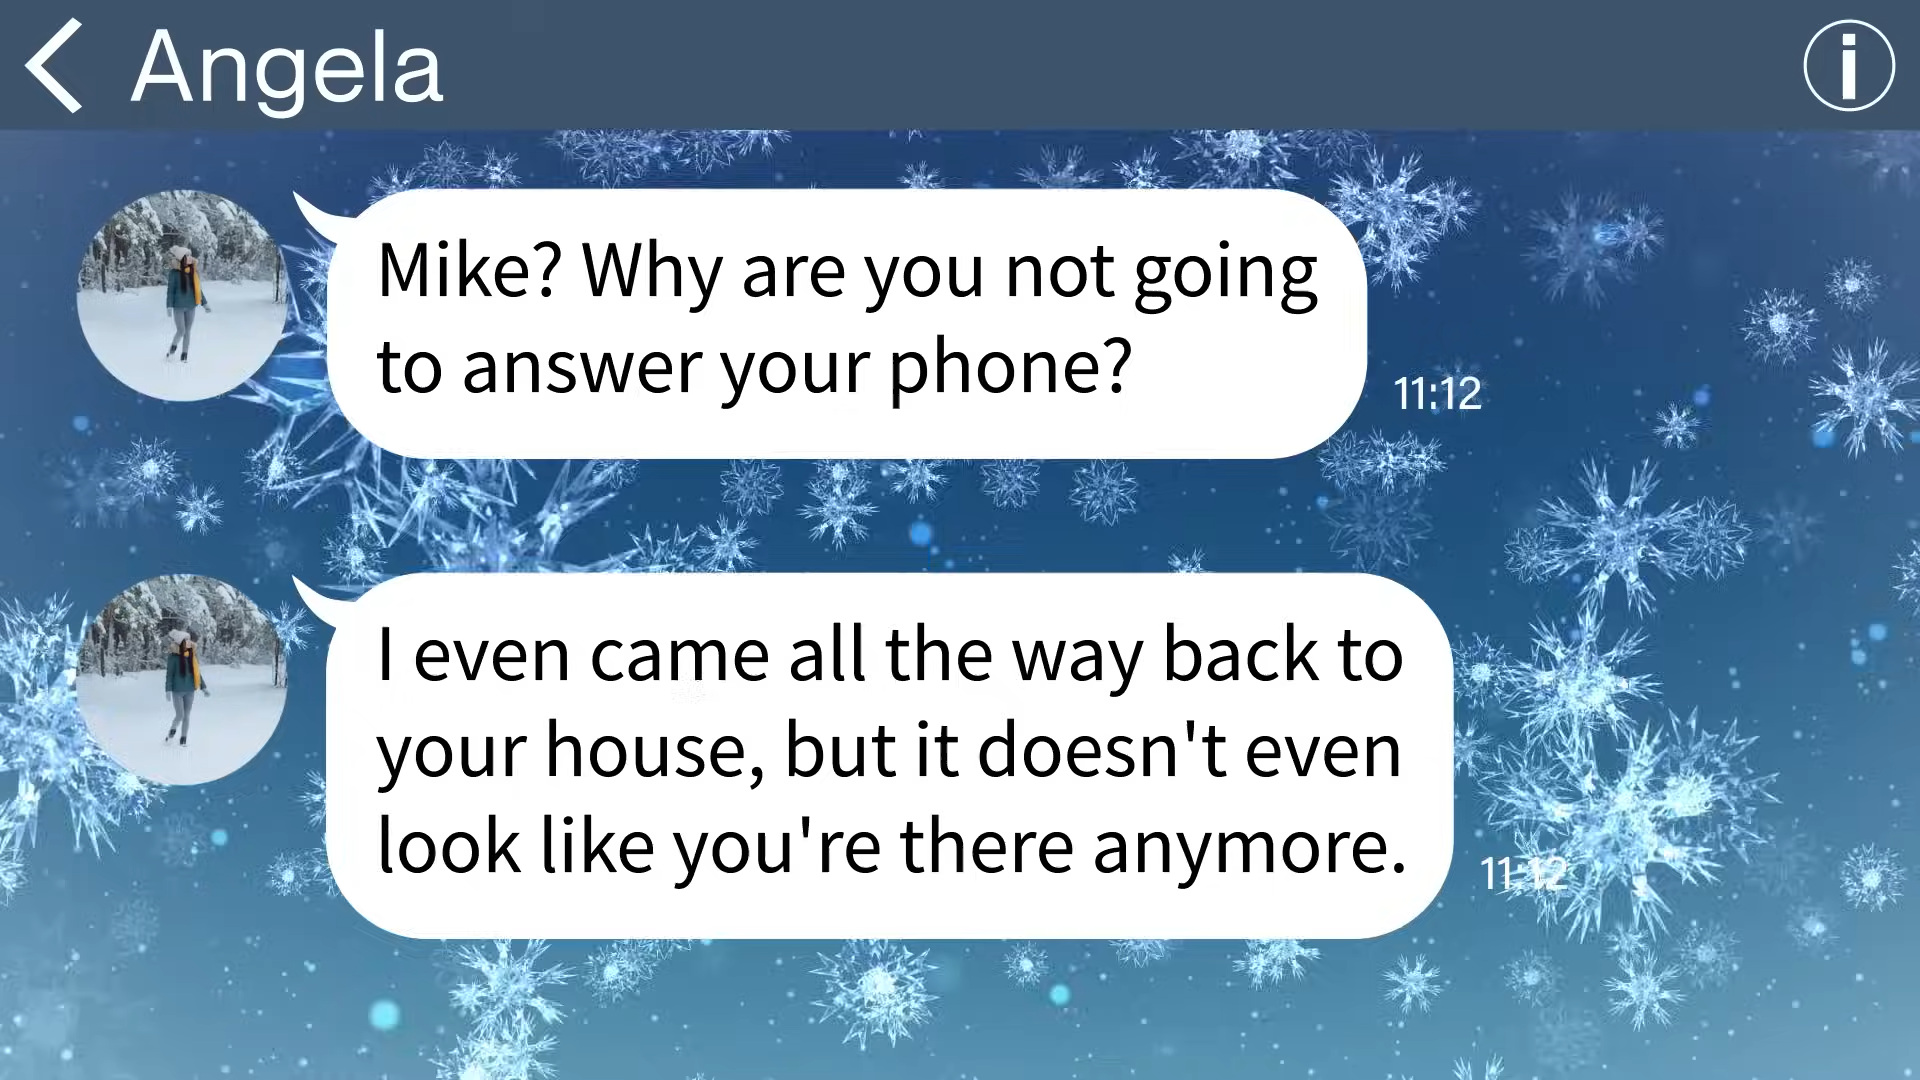 Angela
Mike? Why are you not going
to answer your phone?
11:12
I even came all the way back to
your house, but it doesn't even
look like you're there anymore.
11:12